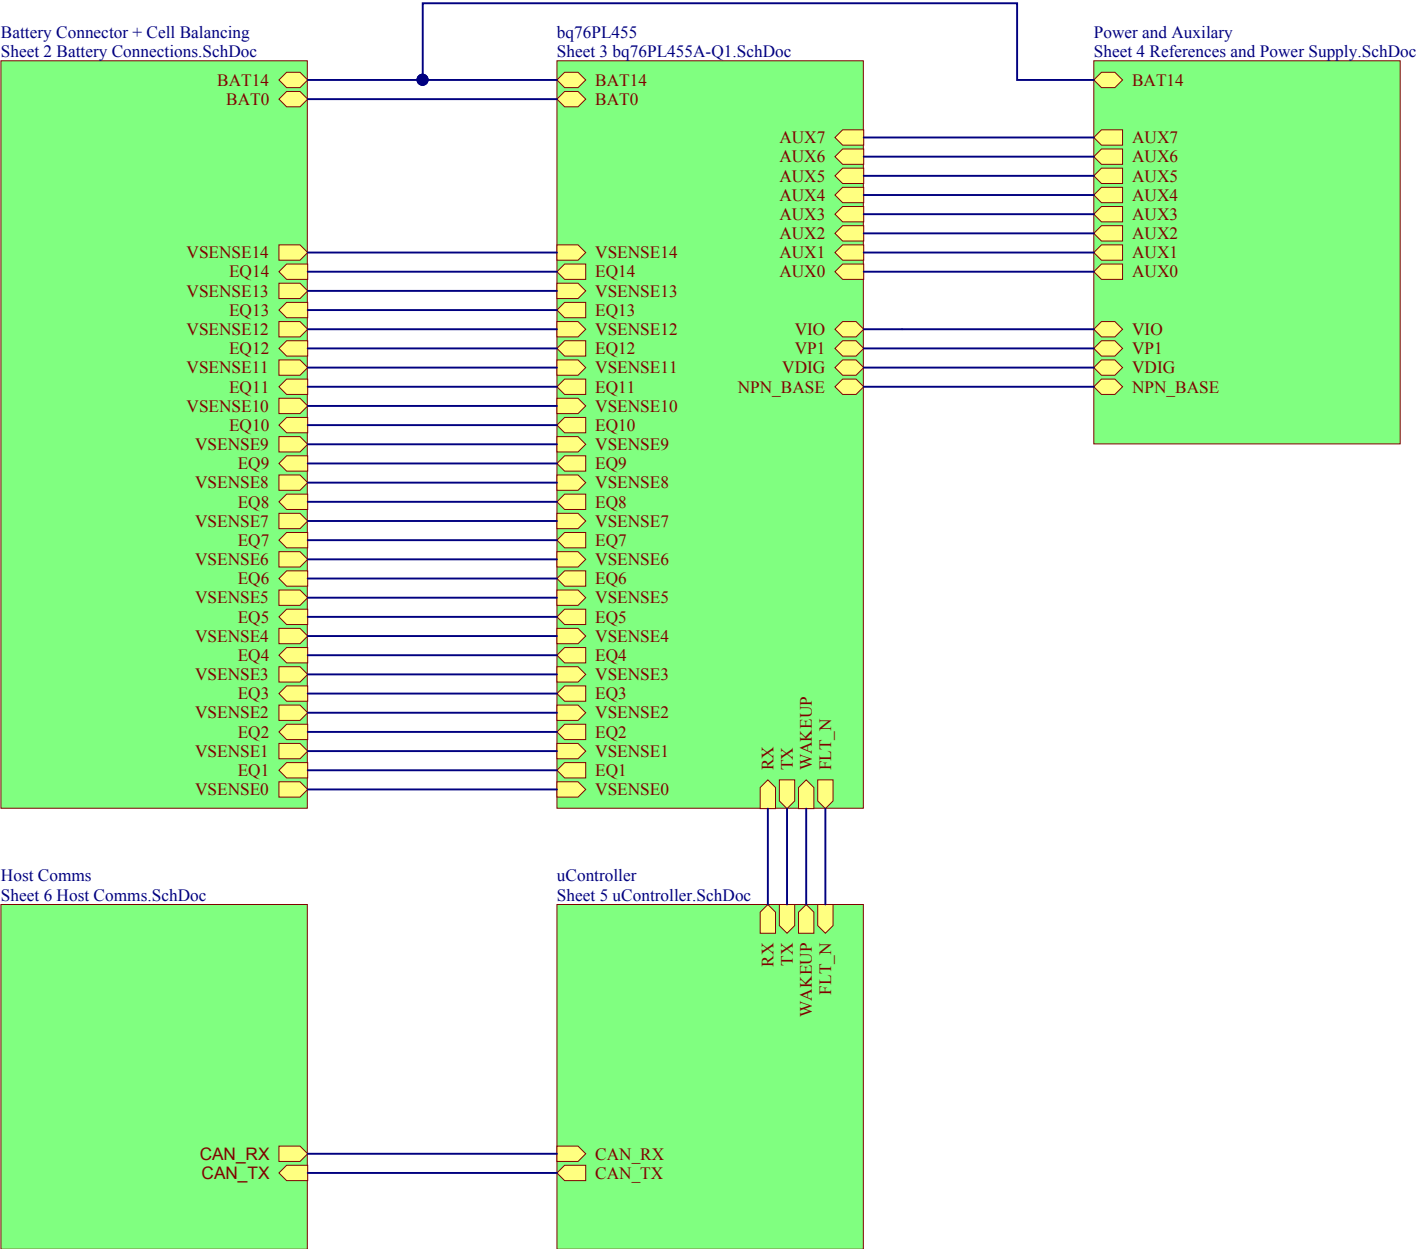 Battery Connector + Cell Balancing
Sheet 2 Battery Connections.SchDoc
BAT14
BAT0
VSENSE14
EQ14
VSENSE13
EQ13
VSENSE12
EQ12
VSENSE11
EQ11
VSENSE10
EQ10
VSENSE9
EQ9
VSENSE8
EQ8
VSENSE7
EQ7
VSENSE6
EQ6
VSENSE5
EQ5
VSENSE4
EQ4
VSENSE3
EQ3
VSENSE2
EQ2
VSENSE1
EQ1
VSENSE0
bq76PL455
Sheet 3 bq76PL455A-Q1.SchDoc
BAT14
BAT0
VSENSE14
EQ14
VSENSE13
EQ13
VSENSE12
EQ12
VSENSE11
EQ11
VSENSE10
EQ10
VSENSE9
EQ9
VSENSE8
EQ8
VSENSE7
EQ7
VSENSE6
EQ6
VSENSE5
EQ5
VSENSE4
EQ4
VSENSE3
EQ3
VSENSE2
EQ2
VSENSE1
EQ1
VSENSE0
AUX7
AUX6
AUX5
AUX4
AUX3
AUX2
AUX1
AUX0
VIO
VP1
VDIG
NPN_BASE
RX
TX
WAKEUP
FLT_N
Power and Auxilary
Sheet 4 References and Power Supply.SchDoc
BAT14
AUX7
AUX6
AUX5
AUX4
AUX3
AUX2
AUX1
AUX0
VIO
VP1
VDIG
NPN_BASE
Host Comms
Sheet 6 Host Comms.SchDoc
CAN_RX
CAN_TX
uController
Sheet 5 uController.SchDoc
RX
TX
WAKEUP
FLT_N
CAN_RX
CAN_TX